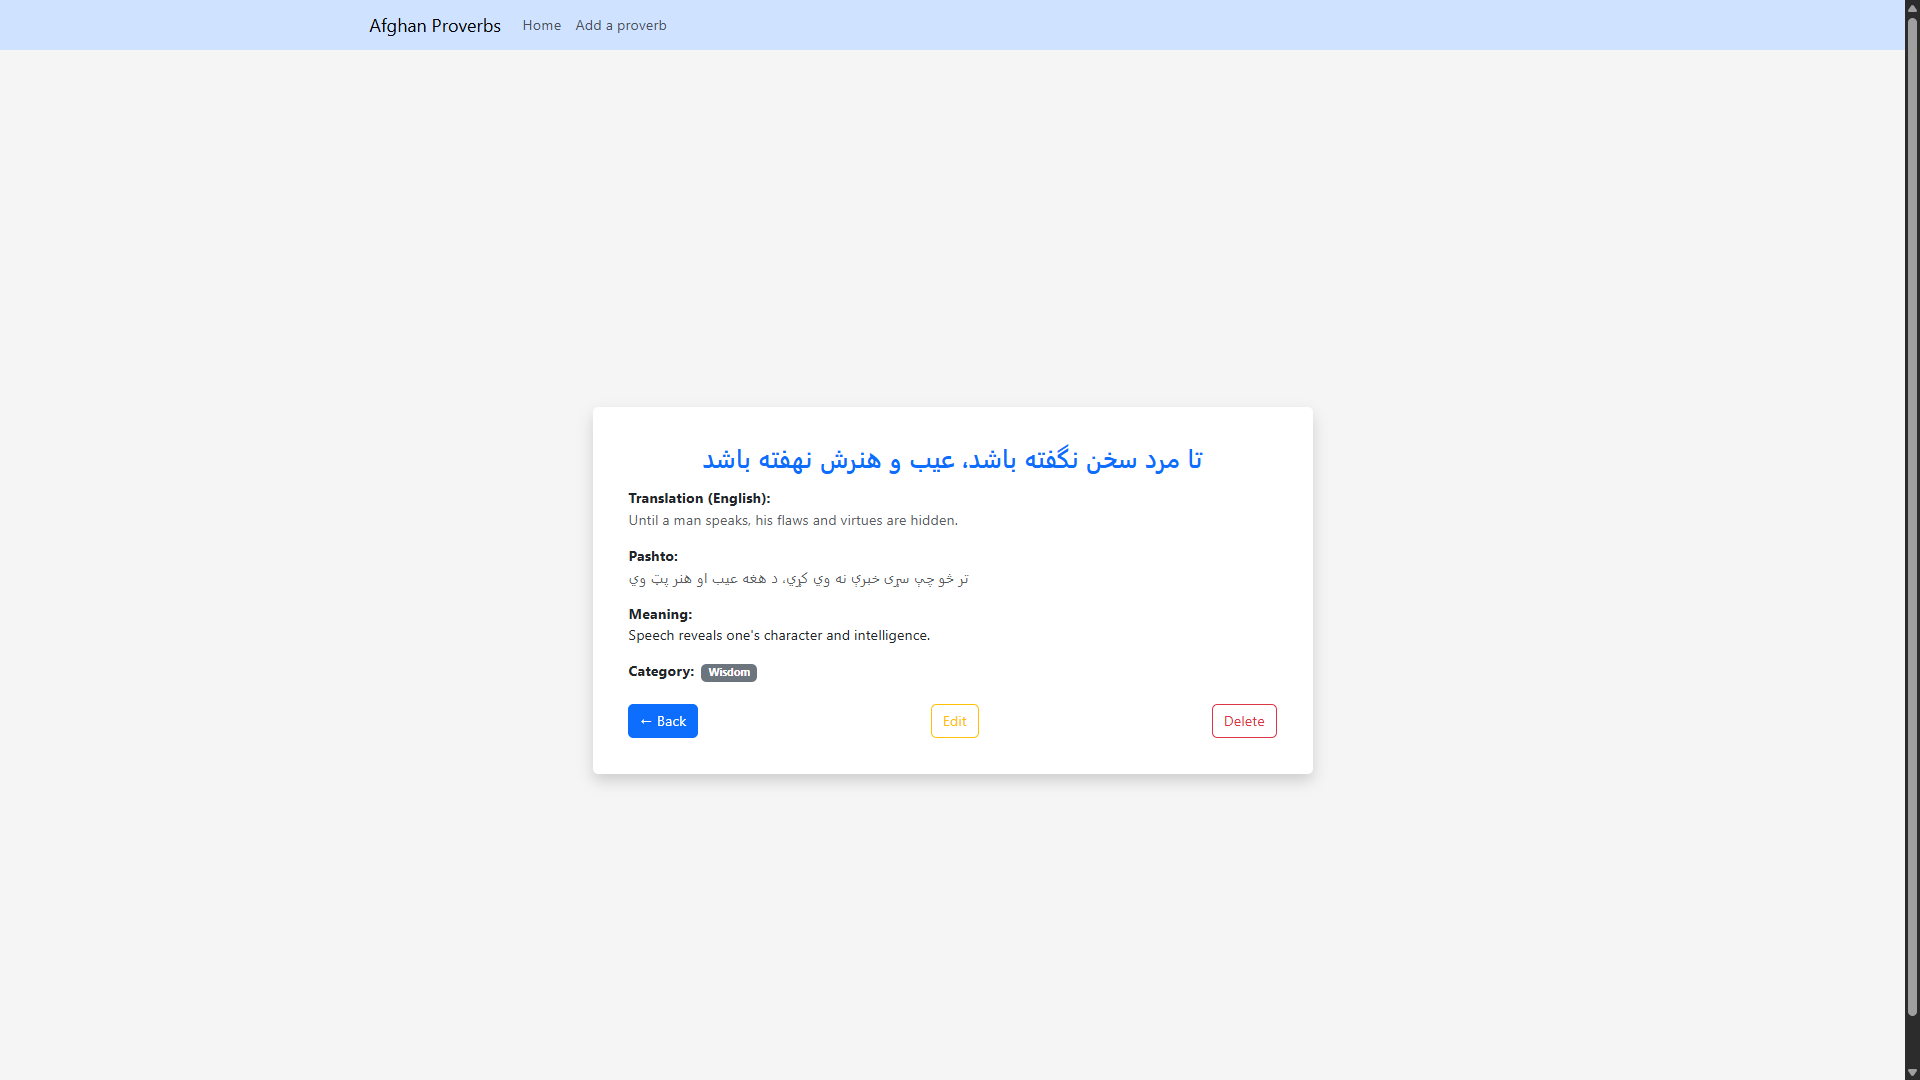 Afghan Proverbs Home Add a proverb
تا مرد سخن نگفته باشد، عیب و هنرش نهفته باشد
Translation (English):
Until a man speaks, his flaws and virtues are hidden.
Pashto:
تر څو چې سړی خبرې نه وي کړي، د هغه عیب او هنر پټ وي
Meaning:
Speech reveals one's character and intelligence.
Category: Wisdom
← Back Edit Delete